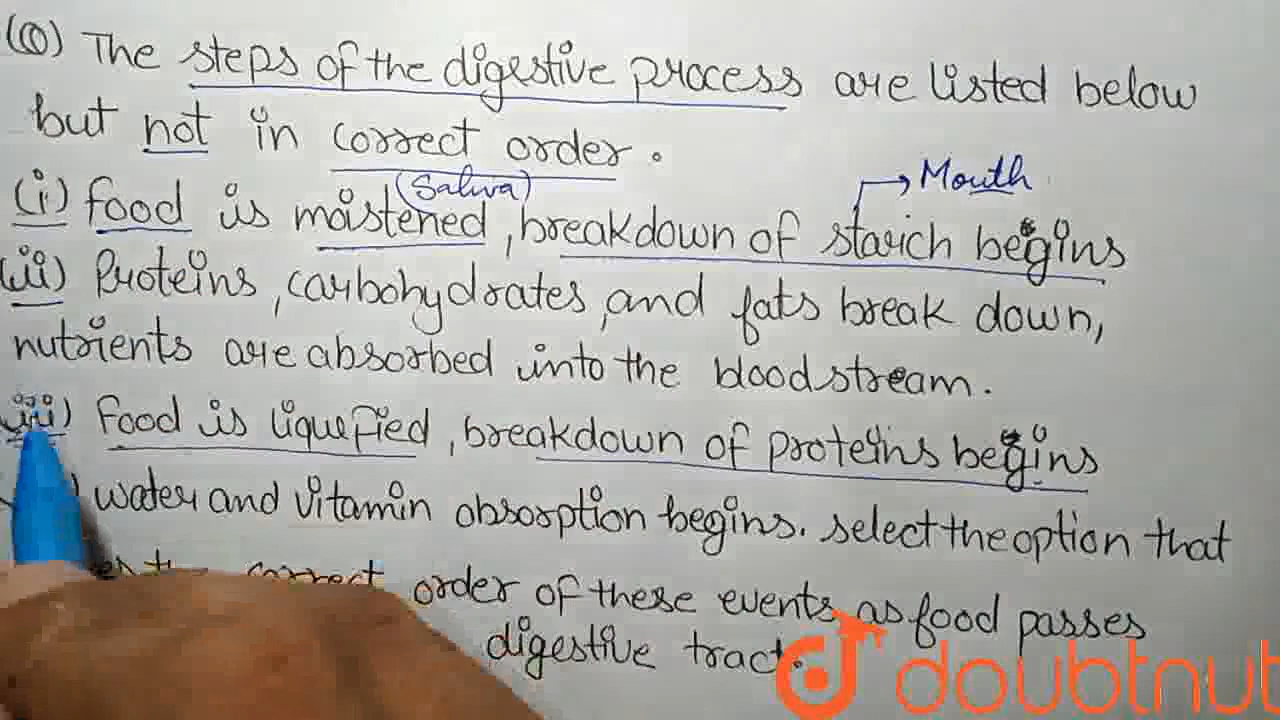 (Q) The steps of the digestive process are listed below
but not in correct order.
(Saliva)
→ Mouth
(i) food is moistened, breakdown of starch begins
(ii) Proteins, carbohydrates, and fats break down,
nutrients are absorbed into the bloodstream.
(iii) Food is liquefied, breakdown of proteins begins
water and vitamin absorption begins. select the option that
correct order of these events as food passes
digestive tract.
doubtnut